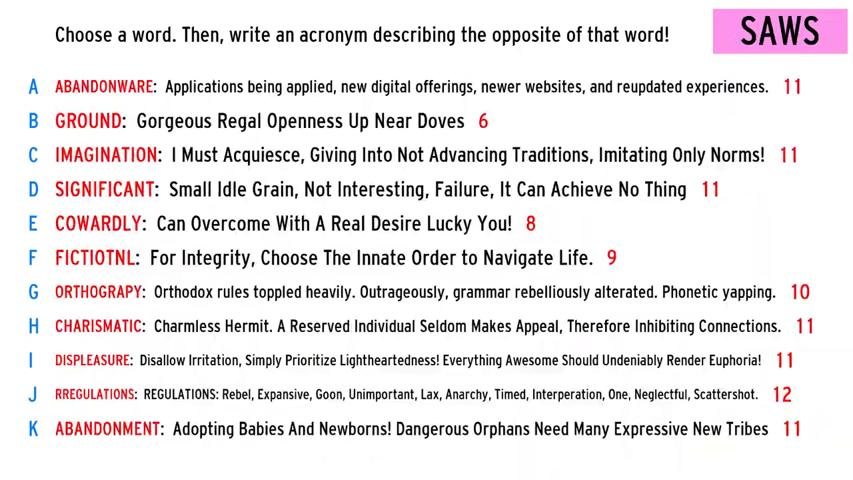 Choose a word. Then, write an acronym describing the opposite of that word!
SAWS
A ABANDONWARE: Applications being applied, new digital offerings, newer websites, and reupdated experiences. 11
B GROUND: Gorgeous Regal Openness Up Near Doves 6
C IMAGINATION: I Must Acquiesce, Giving Into Not Advancing Traditions, Imitating Only Norms! 11
D SIGNIFICANT: Small Idle Grain, Not Interesting, Failure, It Can Achieve No Thing 11
E COWARDLY: Can Overcome With A Real Desire Lucky You! 8
F FICTIOTNL: For Integrity, Choose The Innate Order to Navigate Life. 9
G ORTHOGRAPY: Orthodox rules toppled heavily. Outrageously, grammar rebelliously alterated. Phonetic yapping. 10
H CHARISMATIC: Charmless Hermit. A Reserved Individual Seldom Makes Appeal, Therefore Inhibiting Connections. 11
I DISPLEASURE: Disallow Irritation, Simply Prioritize Lightheartedness! Everything Awesome Should Undeniably Render Euphoria! 11
J RREGULATIONS: REGULATIONS: Rebel, Expansive, Goon, Unimportant, Lax, Anarchy, Timed, Interperation, One, Neglectful, Scattershot. 12
K ABANDONMENT: Adopting Babies And Newborns! Dangerous Orphans Need Many Expressive New Tribes 11